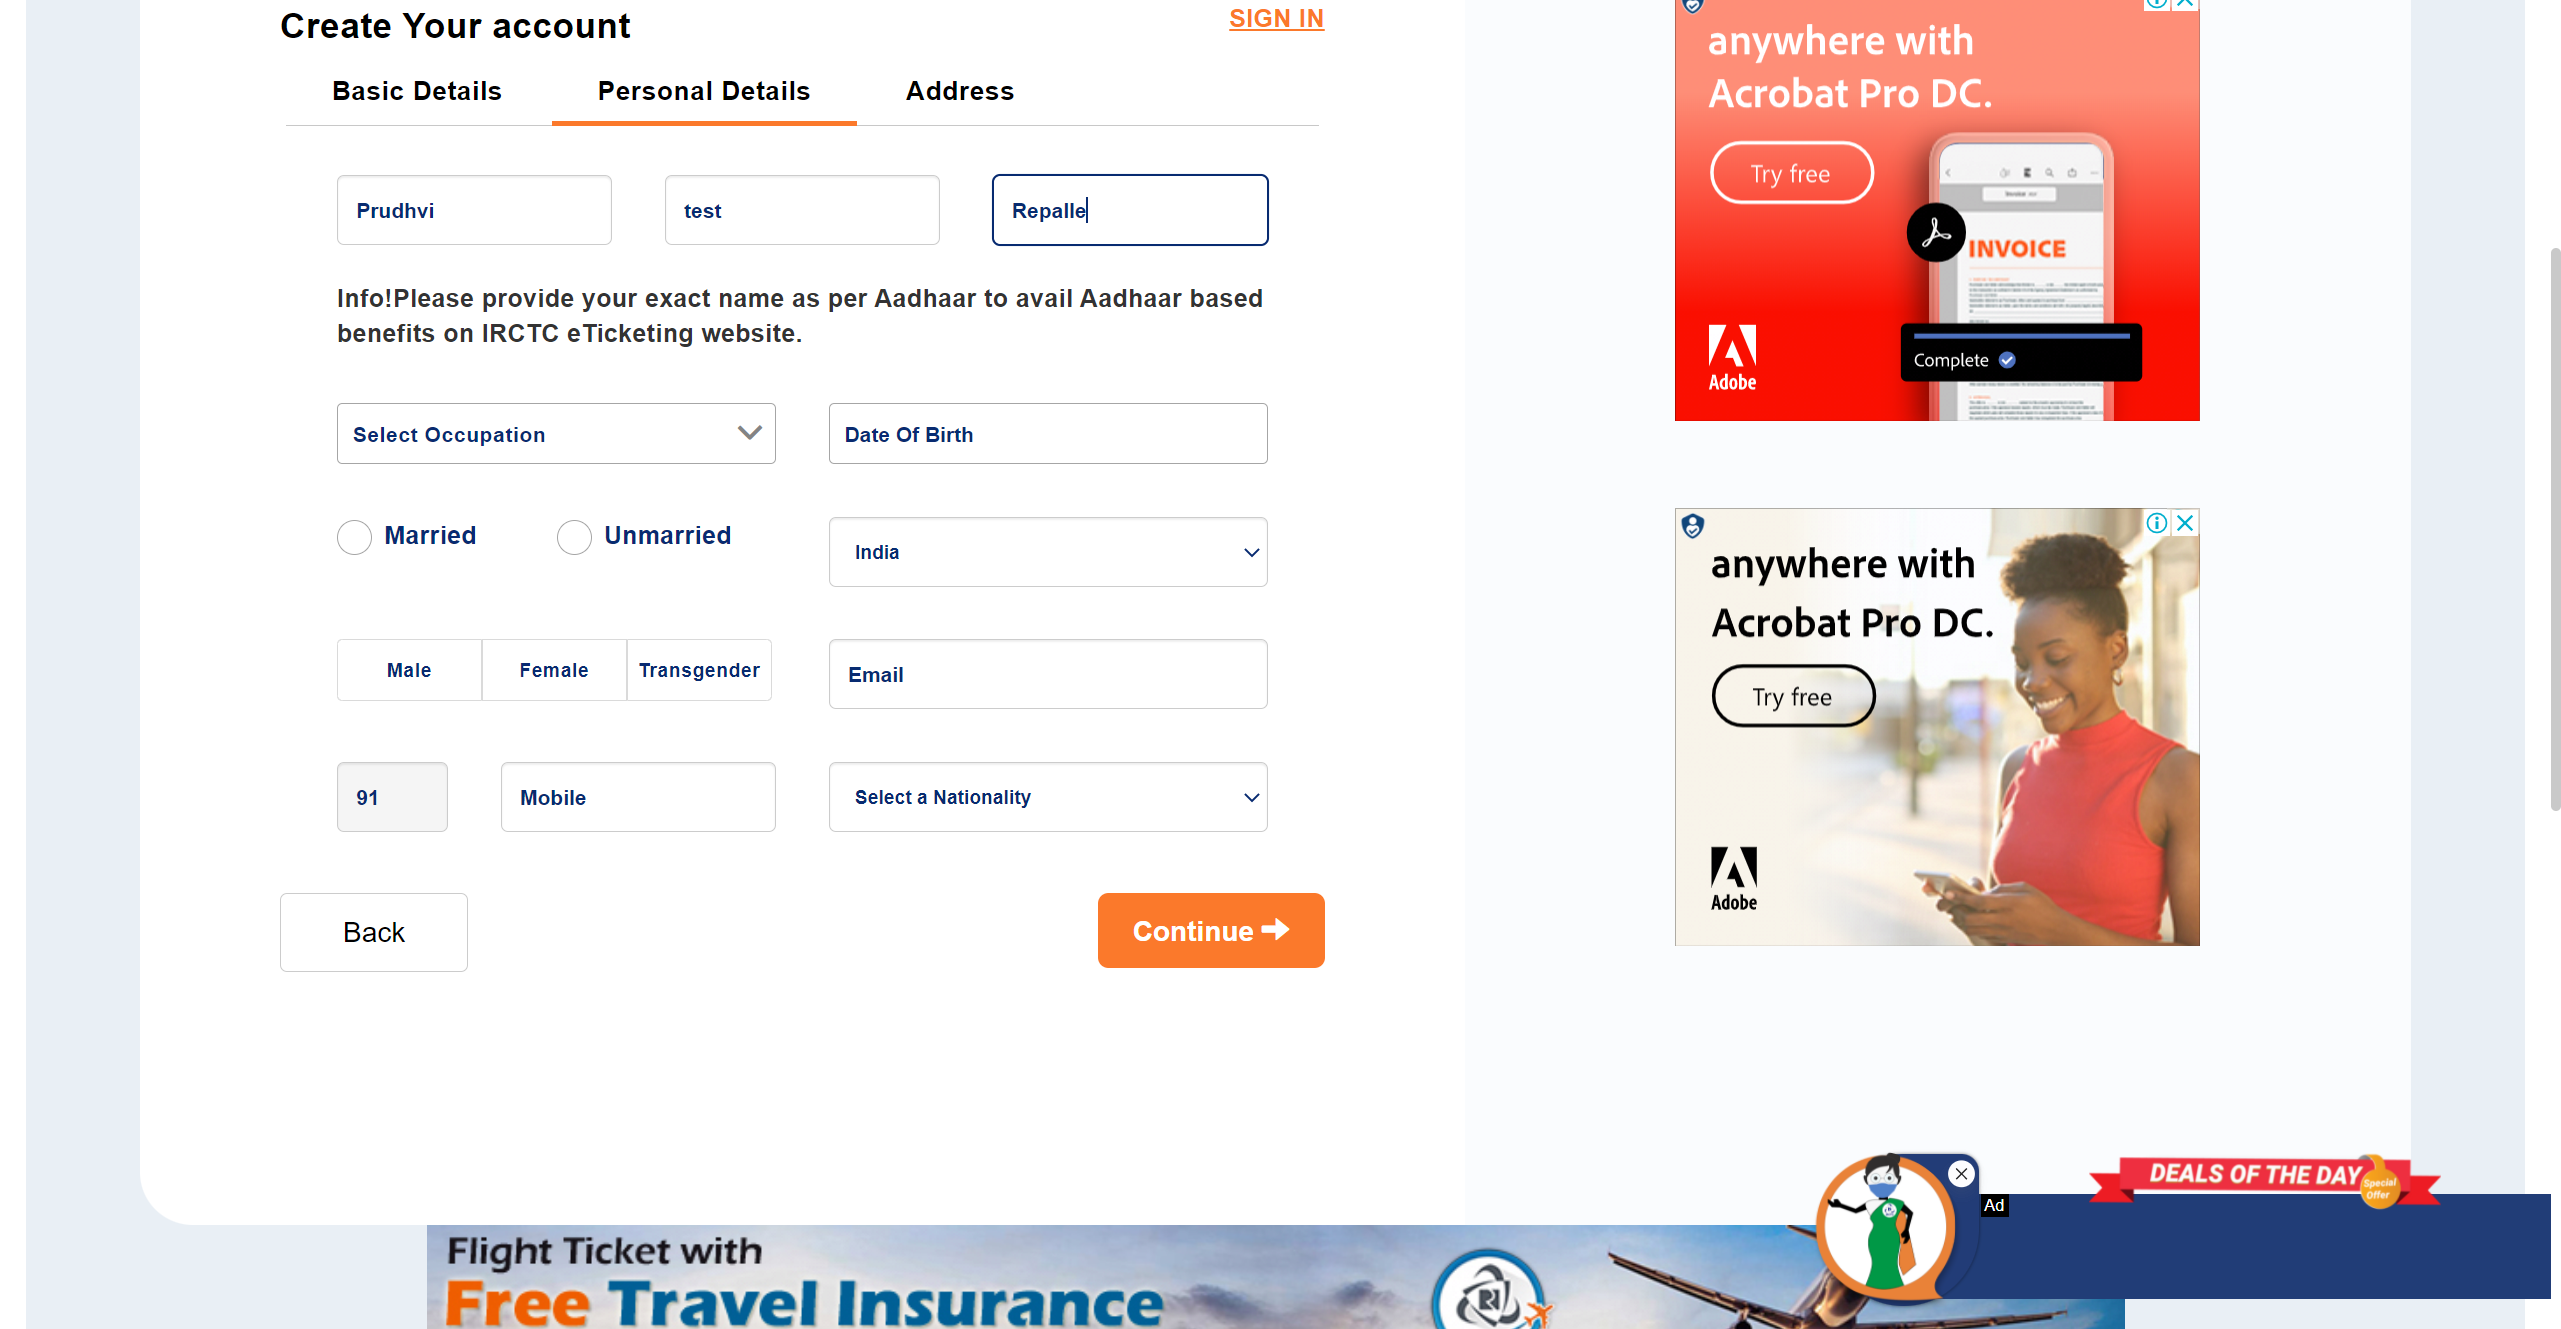 Create Your account
SIGN IN
Basic Details
Personal Details
Address
Prudhvi
test
Repalle
Info!Please provide your exact name as per Aadhaar to avail Aadhaar based
benefits on IRCTC eTicketing website.
Select Occupation
Date Of Birth
Married
Unmarried
India
Male
Female
Transgender
Email
91
Mobile
Select a Nationality
Back
Continue
anywhere with
Acrobat Pro DC.
Try free
INVOICE
Complete
Adobe
anywhere with
Acrobat Pro DC.
Try free
Adobe
DEALS OF THE DAY
Special
Offer
Ad
Flight Ticket with
Free Travel Insurance